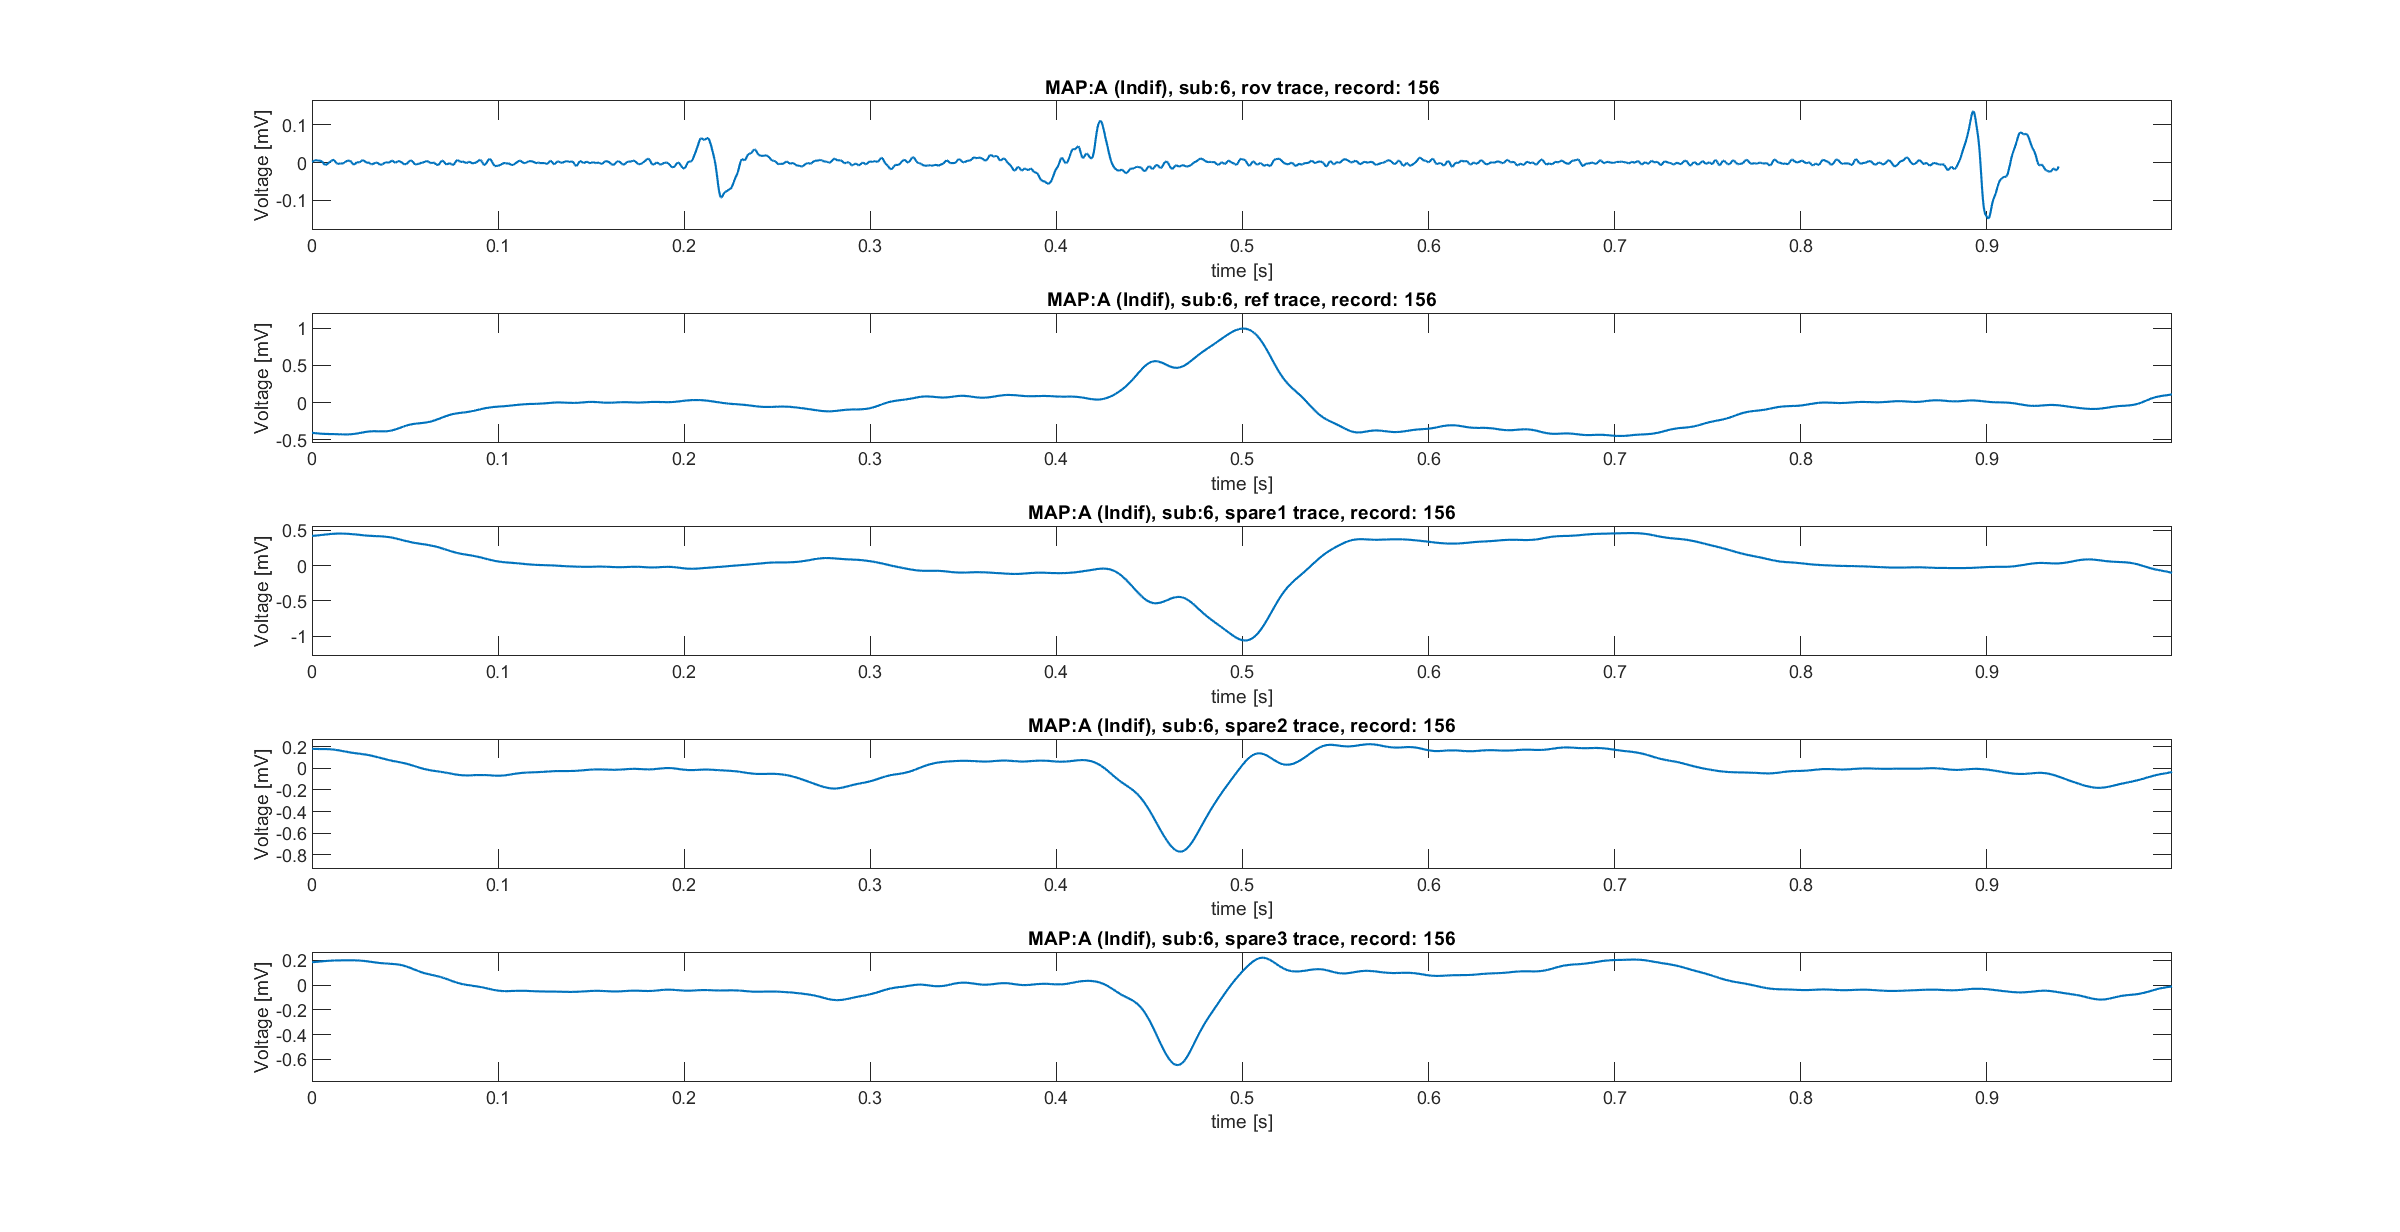 MAP:A (Indif), sub:6, rov trace, record: 156
Voltage [mV]
0.1
0
-0.1
0 0.1 0.2 0.3 0.4 0.5 0.6 0.7 0.8 0.9
time [s]
MAP:A (Indif), sub:6, ref trace, record: 156
Voltage [mV]
1
0.5
0
-0.5
0 0.1 0.2 0.3 0.4 0.5 0.6 0.7 0.8 0.9
time [s]
MAP:A (Indif), sub:6, spare1 trace, record: 156
Voltage [mV]
0.5
0
-0.5
-1
0 0.1 0.2 0.3 0.4 0.5 0.6 0.7 0.8 0.9
time [s]
MAP:A (Indif), sub:6, spare2 trace, record: 156
Voltage [mV]
0.2
0
-0.2
-0.4
-0.6
-0.8
0 0.1 0.2 0.3 0.4 0.5 0.6 0.7 0.8 0.9
time [s]
MAP:A (Indif), sub:6, spare3 trace, record: 156
Voltage [mV]
0.2
0
-0.2
-0.4
-0.6
0 0.1 0.2 0.3 0.4 0.5 0.6 0.7 0.8 0.9
time [s]